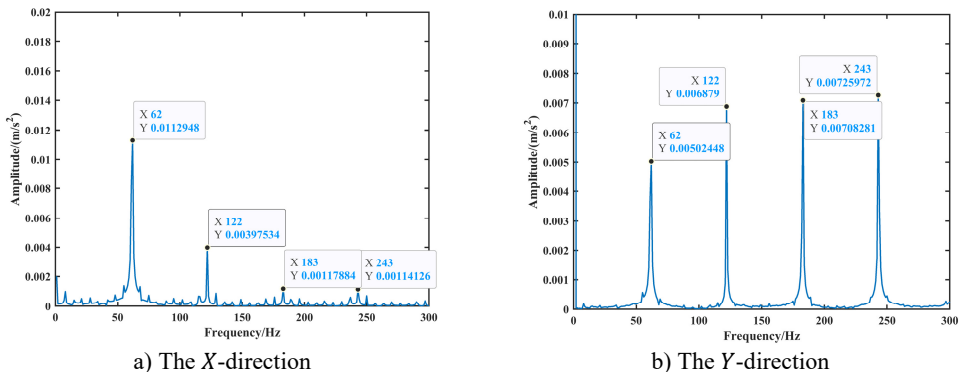 0.02
0.018
0.016
0.014
0.012
0.01
0.008
0.006
0.004
0.002
0
Amplitude/(m/s²)
X 62
Y 0.0112948
X 122
Y 0.00397534
X 183
Y 0.00117884
X 243
Y 0.00114126
0 50 100 150 200 250 300
Frequency/Hz
a) The X-direction
0.01
0.009
0.008
0.007
0.006
0.005
0.004
0.003
0.002
0.001
0
Amplitude/(m/s²)
X 122
Y 0.006879
X 243
Y 0.00725972
X 62
Y 0.00502448
X 183
Y 0.00708281
0 50 100 150 200 250 300
Frequency/Hz
b) The Y-direction